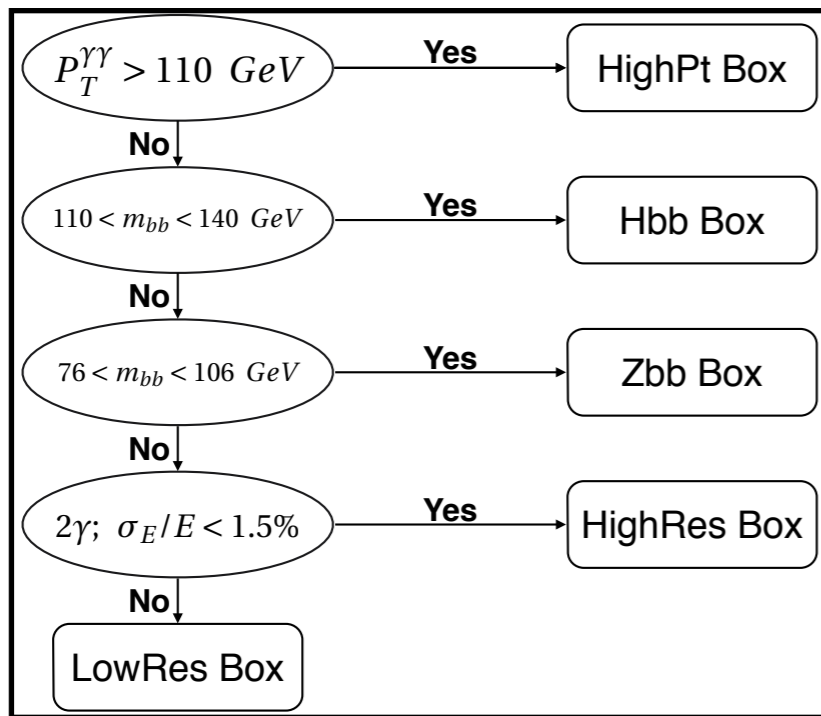 P_T^{γγ} > 110 GeV
Yes
HighPt Box
No
110 < m_{bb} < 140 GeV
Yes
Hbb Box
No
76 < m_{bb} < 106 GeV
Yes
Zbb Box
No
2γ; σ_E/E < 1.5%
Yes
HighRes Box
No
LowRes Box